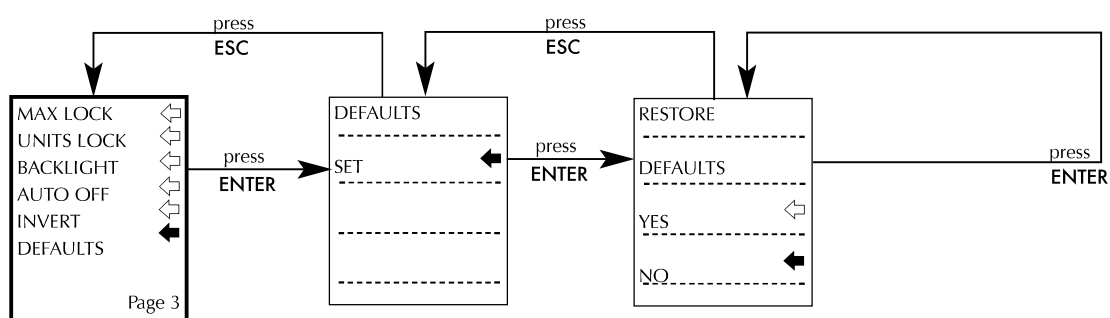 press
ESC
press
ESC
MAX LOCK
UNITS LOCK
BACKLIGHT
AUTO OFF
INVERT
DEFAULTS
Page 3
press
ENTER
DEFAULTS
SET
press
ENTER
RESTORE
DEFAULTS
YES
NO
press
ENTER